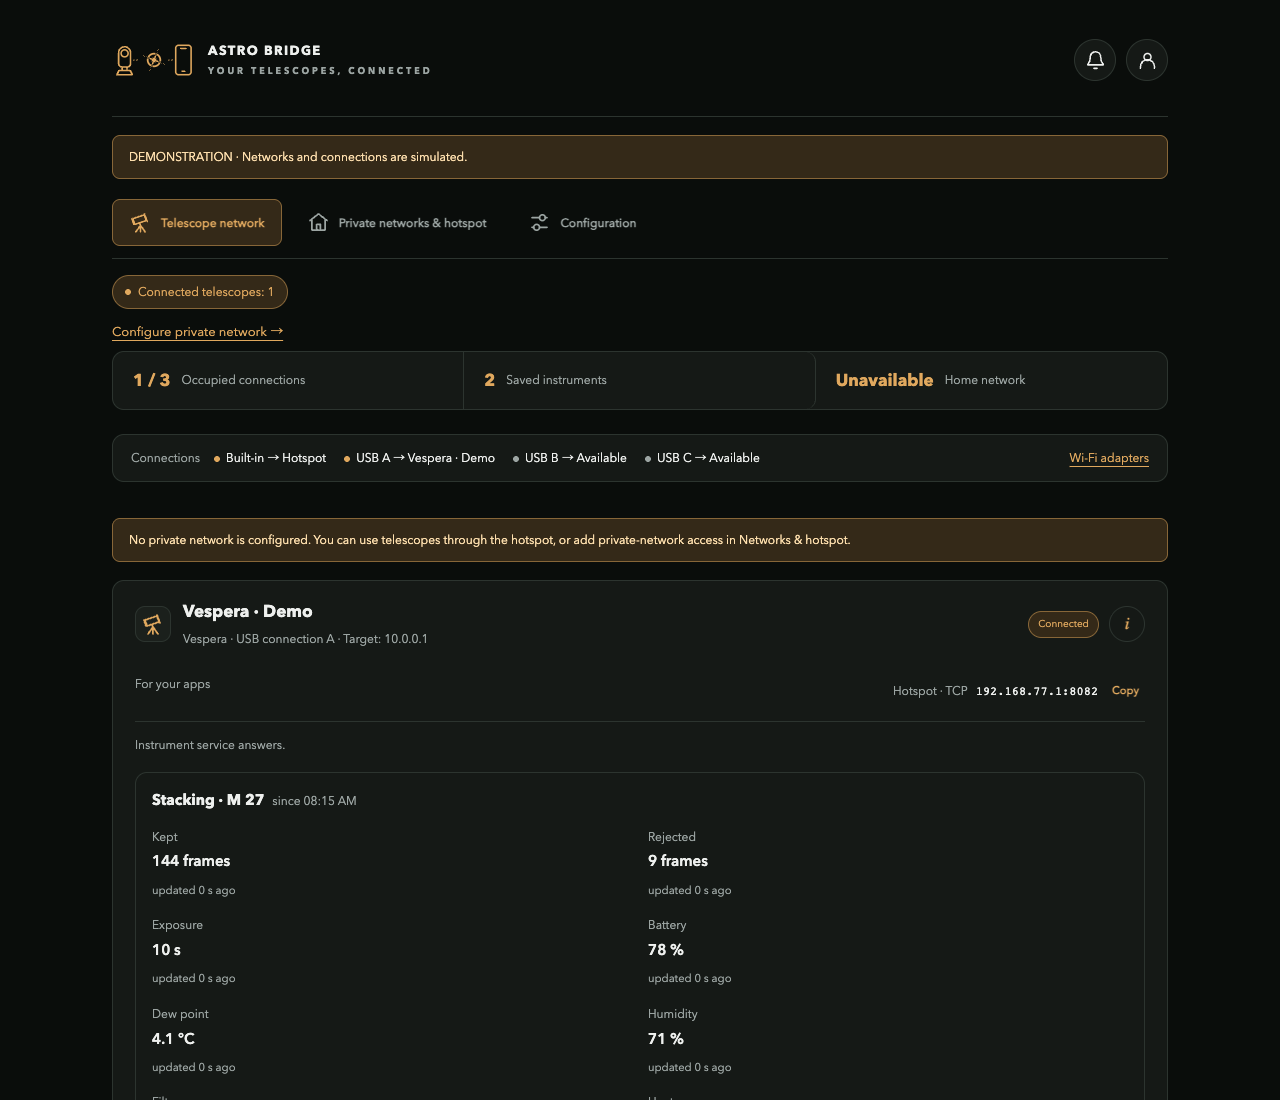 ASTRO BRIDGE
YOUR TELESCOPES, CONNECTED
DEMONSTRATION · Networks and connections are simulated.
Telescope network
Private networks & hotspot
Configuration
Connected telescopes: 1
Configure private network →
1 / 3 Occupied connections
2 Saved instruments
Unavailable Home network
Connections
Built-in → Hotspot
USB A → Vespera · Demo
USB B → Available
USB C → Available
Wi-Fi adapters
No private network is configured. You can use telescopes through the hotspot, or add private-network access in Networks & hotspot.
Vespera · Demo
Vespera · USB connection A · Target: 10.0.0.1
Connected
i
For your apps
Hotspot · TCP 192.168.77.1:8082 Copy
Instrument service answers.
Stacking · M 27 since 08:15 AM
Kept
144 frames
updated 0 s ago
Rejected
9 frames
updated 0 s ago
Exposure
10 s
updated 0 s ago
Battery
78 %
updated 0 s ago
Dew point
4.1 °C
updated 0 s ago
Humidity
71 %
updated 0 s ago